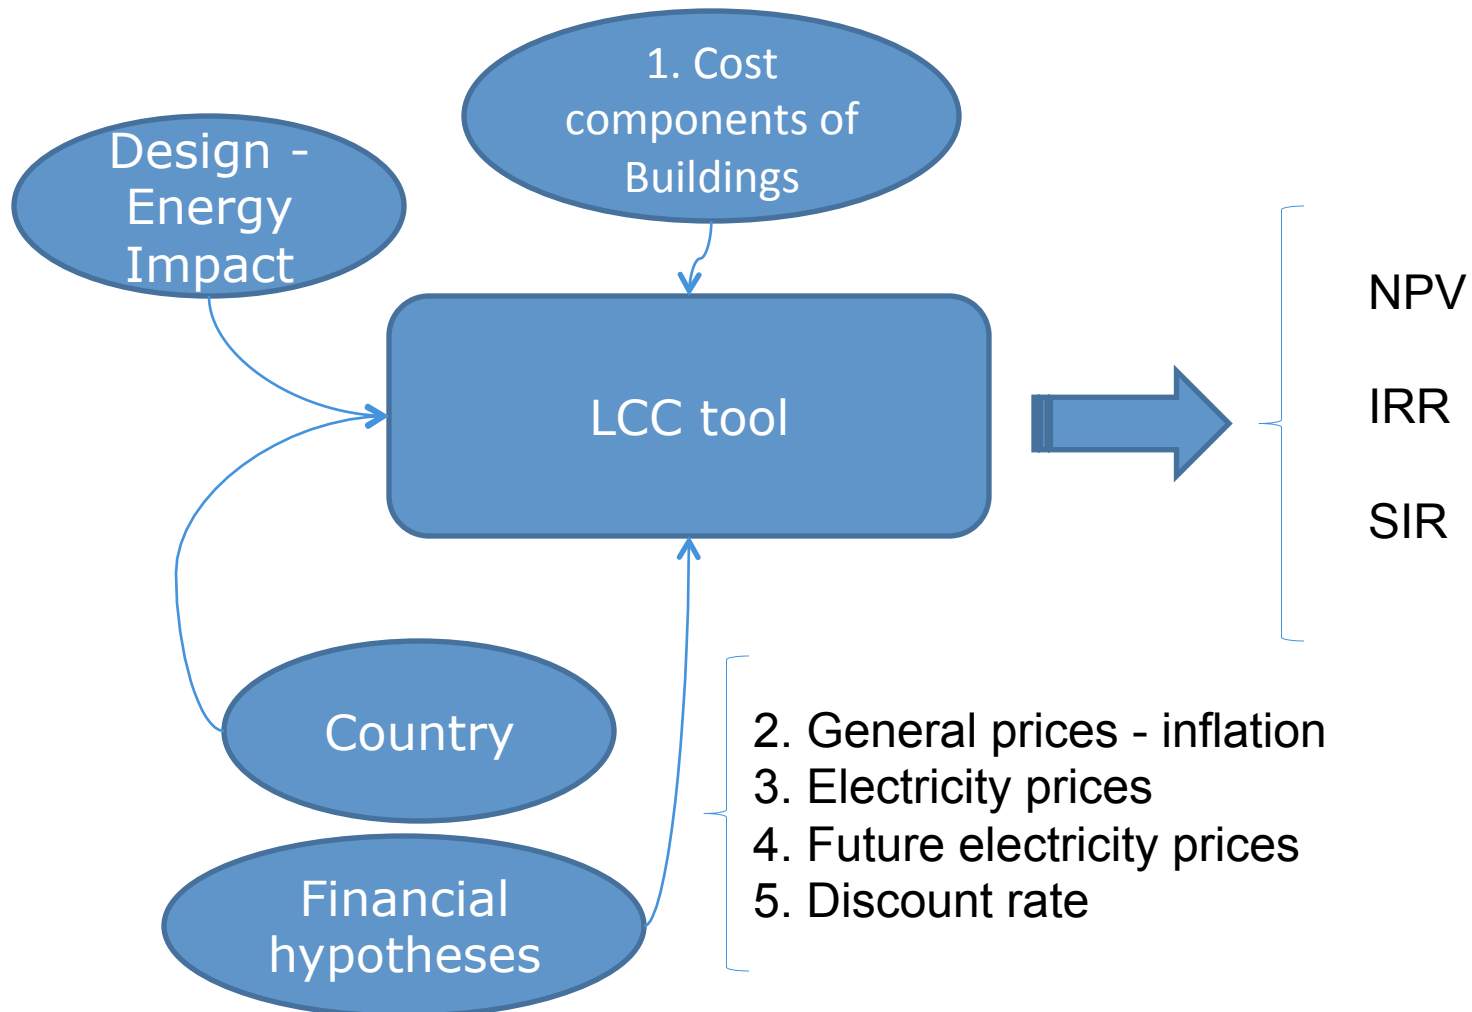 1. Cost
components of
Buildings
Design -
Energy
Impact
LCC tool
NPV
IRR
SIR
Country
Financial
hypotheses
2. General prices - inflation
3. Electricity prices
4. Future electricity prices
5. Discount rate